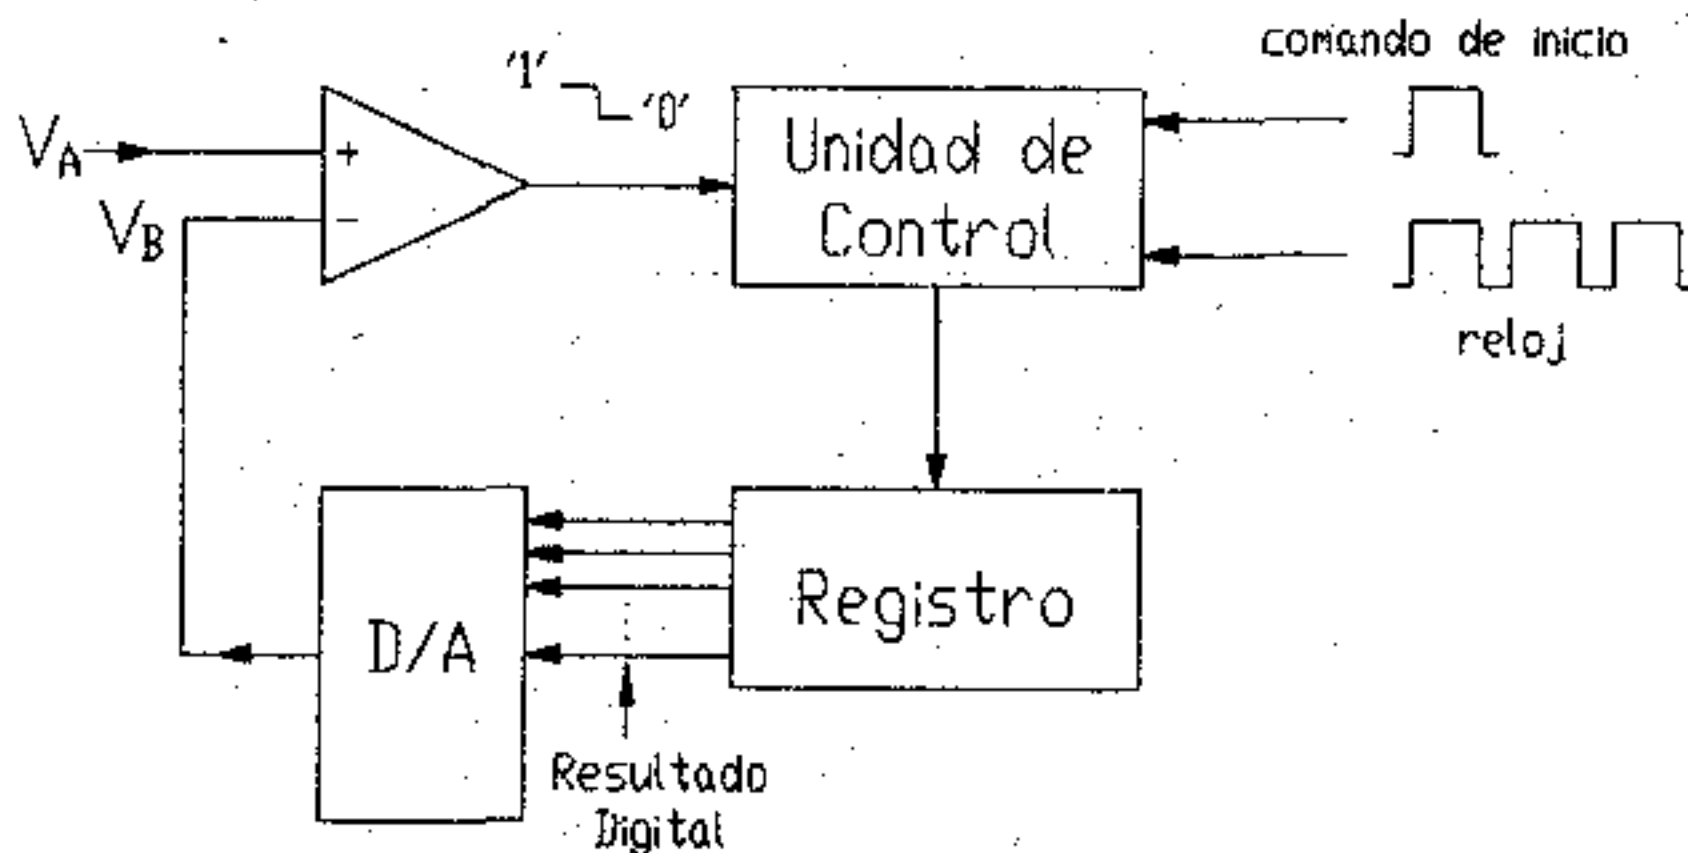 comando de inicio
'1'
'0'
VA
+
Unidad de
Control
VB
−
reloj
D/A
Registro
Resultado
Digital